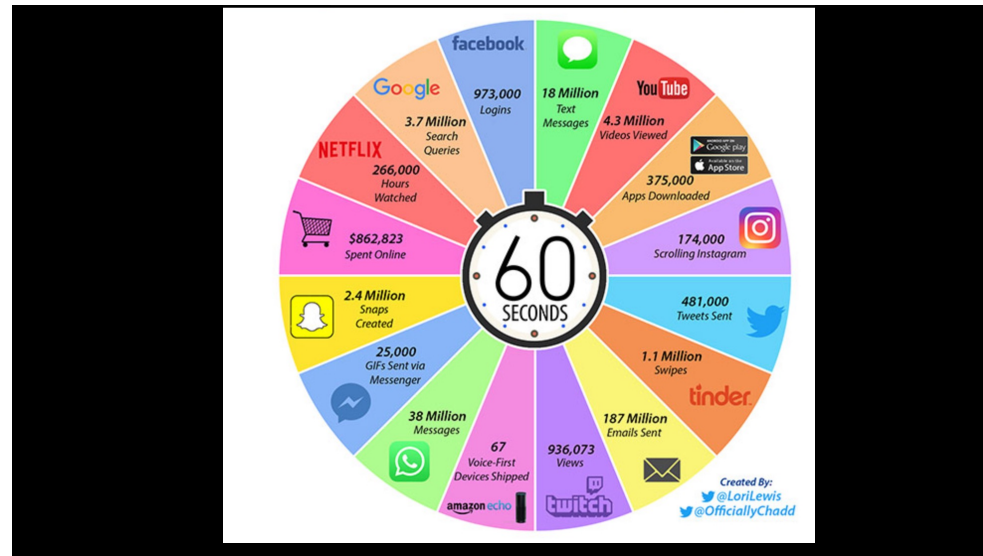 facebook
973,000
Logins
18 Million
Text
Messages
You Tube
4.3 Million
Videos Viewed
ANDROID APP ON
Google play
Available on the
App Store
375,000
Apps Downloaded
174,000
Scrolling Instagram
481,000
Tweets Sent
1.1 Million
Swipes
tinder
187 Million
Emails Sent
936,073
Views
twitch
67
Voice-First
Devices Shipped
amazon echo
38 Million
Messages
25,000
GIFs Sent via
Messenger
2.4 Million
Snaps
Created
$862,823
Spent Online
NETFLIX
266,000
Hours
Watched
Google
3.7 Million
Search
Queries
60
SECONDS
Created By:
@LoriLewis
@OfficiallyChadd